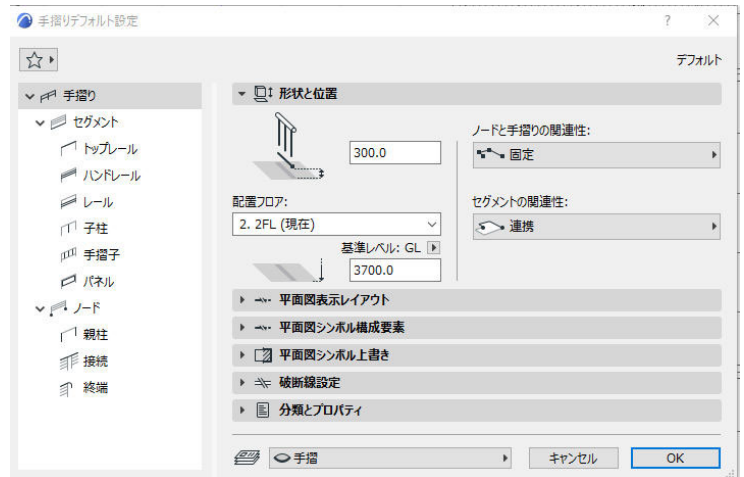 手摺りデフォルト設定
?
デフォルト
手摺り
セグメント
トップレール
ハンドレール
レール
子柱
手摺子
パネル
ノード
親柱
接続
終端
形状と位置
300.0
ノードと手摺りの関連性:
固定
配置フロア:
2. 2FL (現在)
セグメントの関連性:
連携
基準レベル: GL
3700.0
平面図表示レイアウト
平面図シンボル構成要素
平面図シンボル上書き
破断線設定
分類とプロパティ
手摺
キャンセル
OK